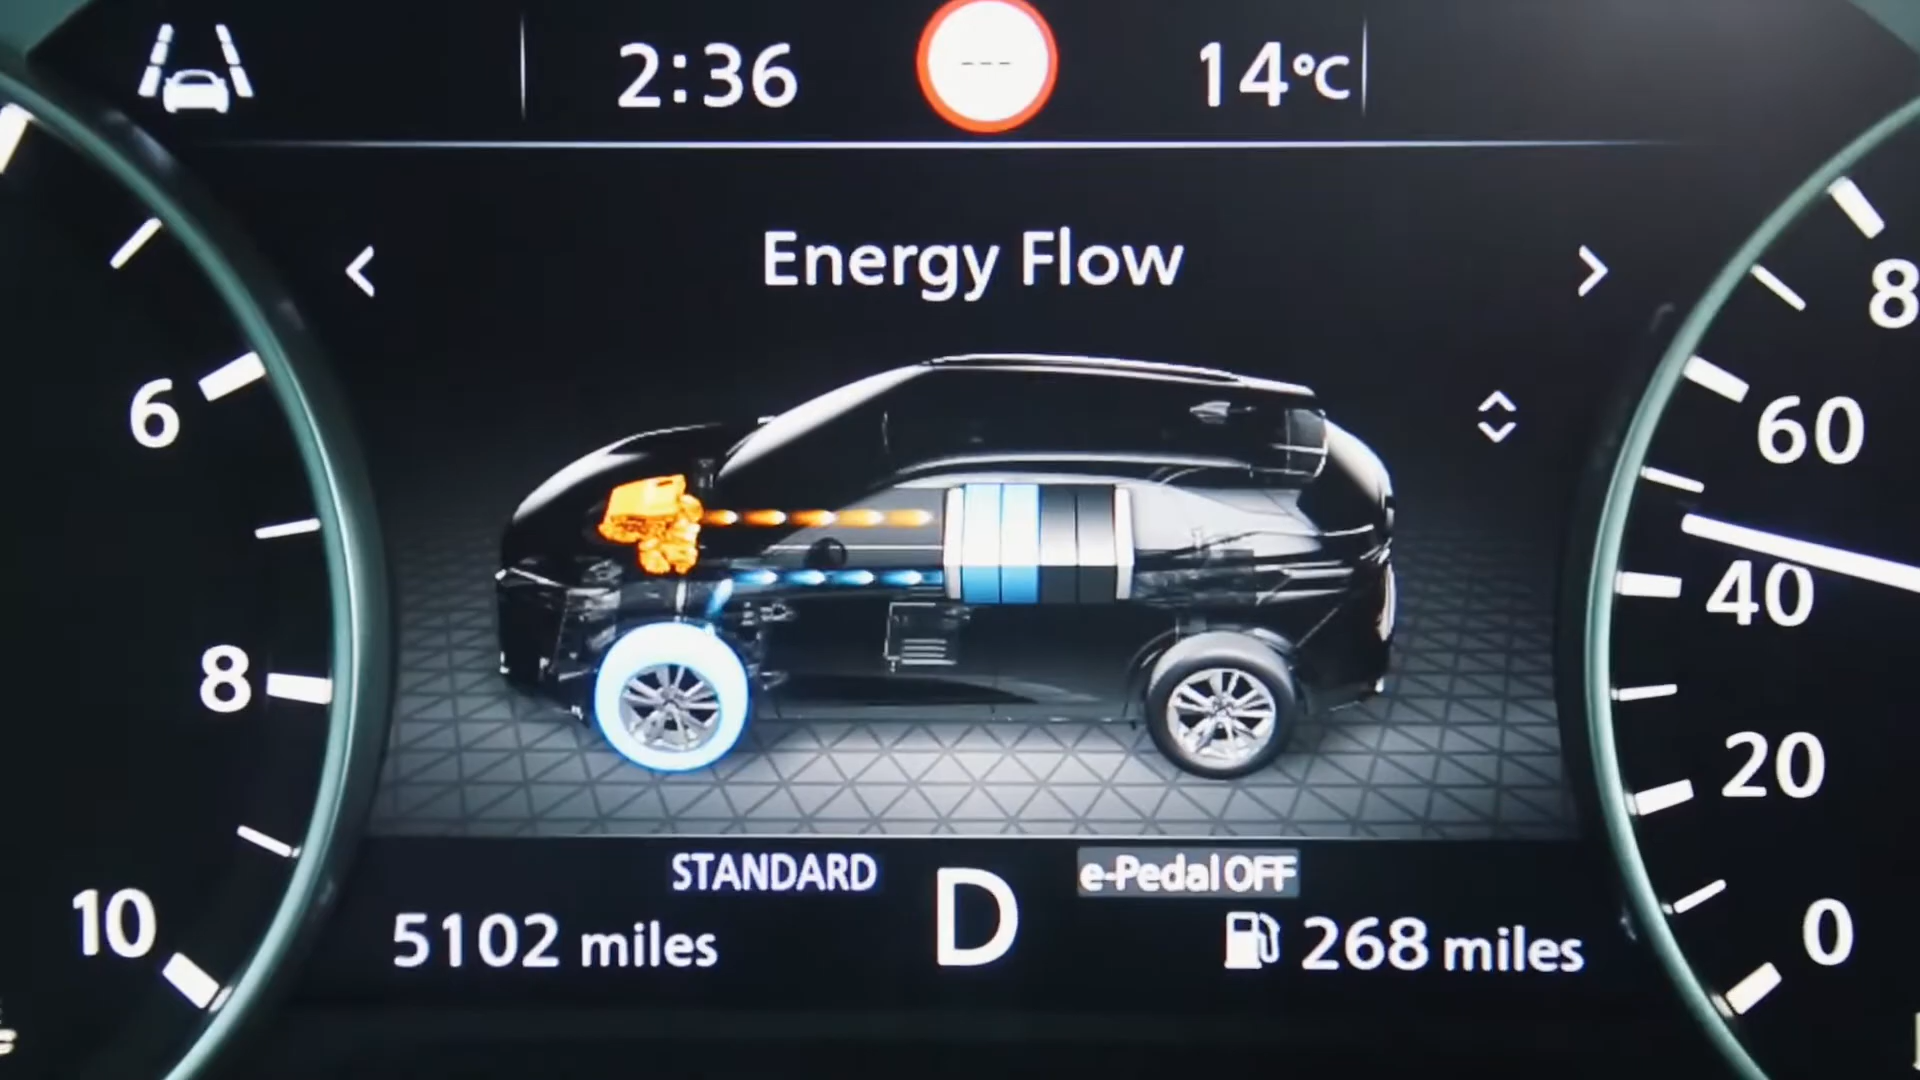 2:36
---
14°C
Energy Flow
6
8
10
8
60
40
20
0
STANDARD
D
e-Pedal OFF
5102 miles
268 miles